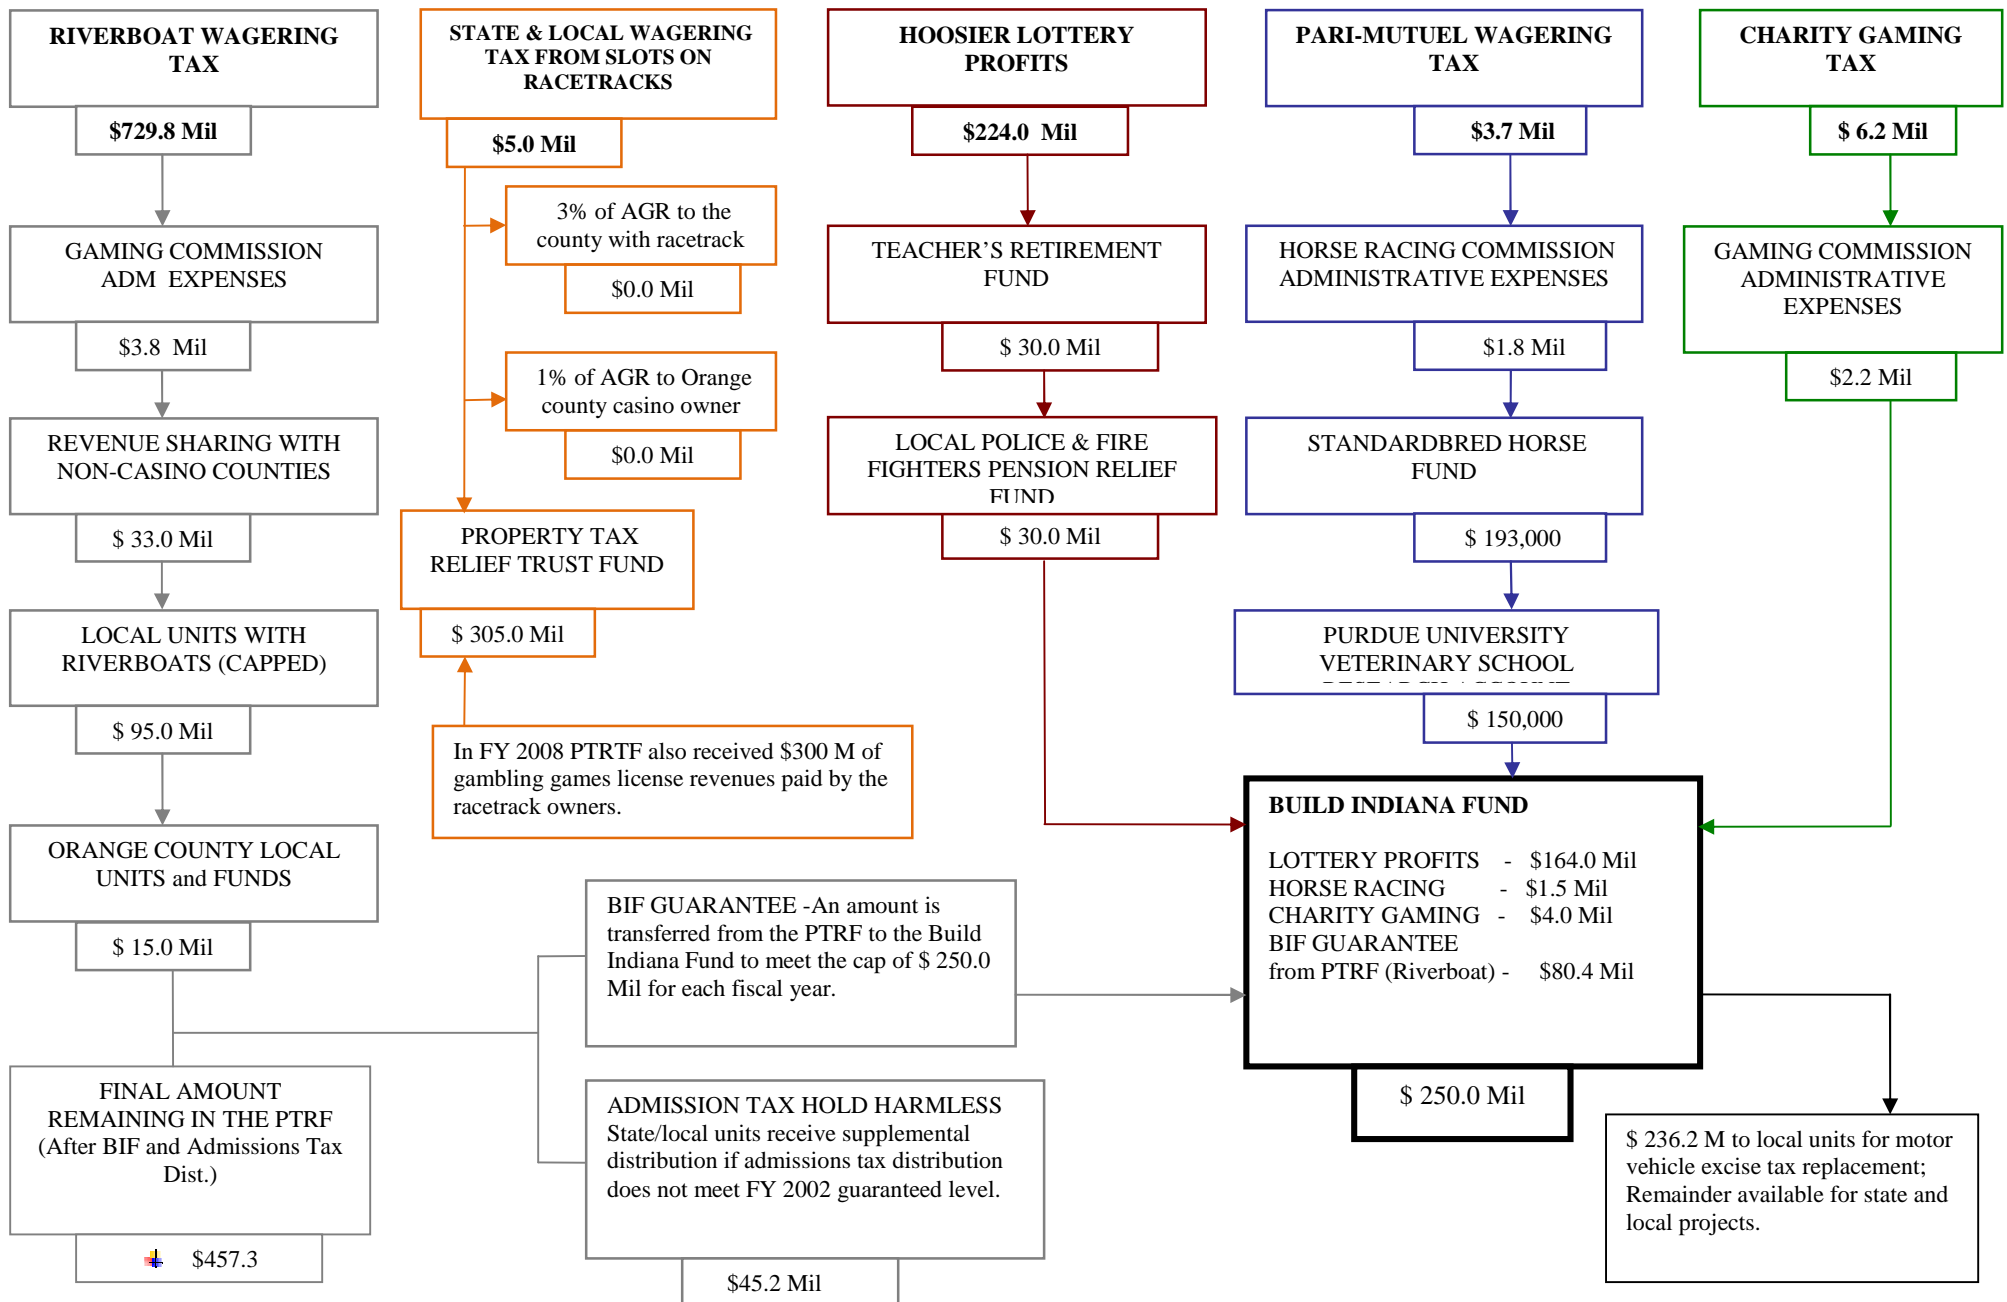 RIVERBOAT WAGERING
TAX
$729.8 Mil
GAMING COMMISSION
ADM  EXPENSES
$3.8  Mil
REVENUE SHARING WITH
NON-CASINO COUNTIES
$ 33.0 Mil
LOCAL UNITS WITH
RIVERBOATS (CAPPED)
$ 95.0 Mil
ORANGE COUNTY LOCAL
UNITS and FUNDS
$ 15.0 Mil
FINAL AMOUNT
REMAINING IN THE PTRF
(After BIF and Admissions Tax
Dist.)
$457.3
STATE & LOCAL WAGERING
TAX FROM SLOTS ON
RACETRACKS
$5.0 Mil
3% of AGR to the
county with racetrack
$0.0 Mil
1% of AGR to Orange
county casino owner
$0.0 Mil
PROPERTY TAX
RELIEF TRUST FUND
$ 305.0 Mil
In FY 2008 PTRTF also received $300 M of
gambling games license revenues paid by the
racetrack owners.
BIF GUARANTEE -An amount is
transferred from the PTRF to the Build
Indiana Fund to meet the cap of $ 250.0
Mil for each fiscal year.
ADMISSION TAX HOLD HARMLESS
State/local units receive supplemental
distribution if admissions tax distribution
does not meet FY 2002 guaranteed level.
$45.2 Mil
HOOSIER LOTTERY
PROFITS
$224.0  Mil
TEACHER’S RETIREMENT
FUND
$ 30.0 Mil
LOCAL POLICE & FIRE
FIGHTERS PENSION RELIEF
FUND
$ 30.0 Mil
PARI-MUTUEL WAGERING
TAX
$3.7 Mil
HORSE RACING COMMISSION
ADMINISTRATIVE EXPENSES
$1.8 Mil
STANDARDBRED HORSE
FUND
$ 193,000
PURDUE UNIVERSITY
VETERINARY SCHOOL
$ 150,000
CHARITY GAMING
TAX
$ 6.2 Mil
GAMING COMMISSION
ADMINISTRATIVE
EXPENSES
$2.2 Mil
BUILD INDIANA FUND
LOTTERY PROFITS - $164.0 Mil
HORSE RACING - $1.5 Mil
CHARITY GAMING - $4.0 Mil
BIF GUARANTEE
from PTRF (Riverboat) - $80.4 Mil
$ 250.0 Mil
$ 236.2 M to local units for motor
vehicle excise tax replacement;
Remainder available for state and
local projects.